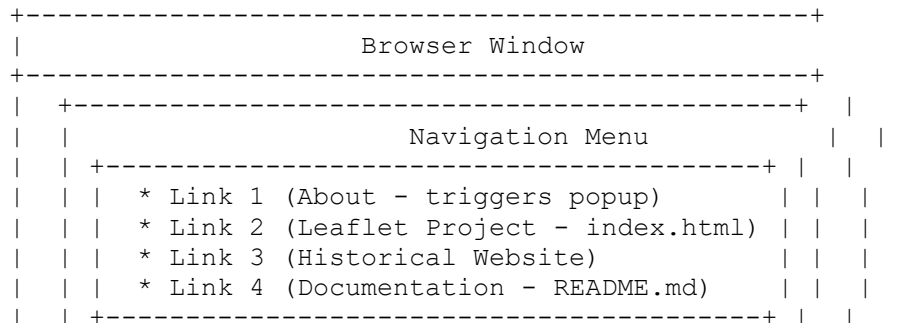 +-------------------------------------------------+
|                     Browser Window
+-------------------------------------------------+
|  +---------------------------------------------+  |
|  |                     Navigation Menu           |  |
|  | +-----------------------------------------+ |  |
|  | |  * Link 1 (About - triggers popup)       | |  |
|  | |  * Link 2 (Leaflet Project - index.html) | |  |
|  | |  * Link 3 (Historical Website)           | |  |
|  | |  * Link 4 (Documentation - README.md)    | |  |
|  | +-----------------------------------------+ |  |